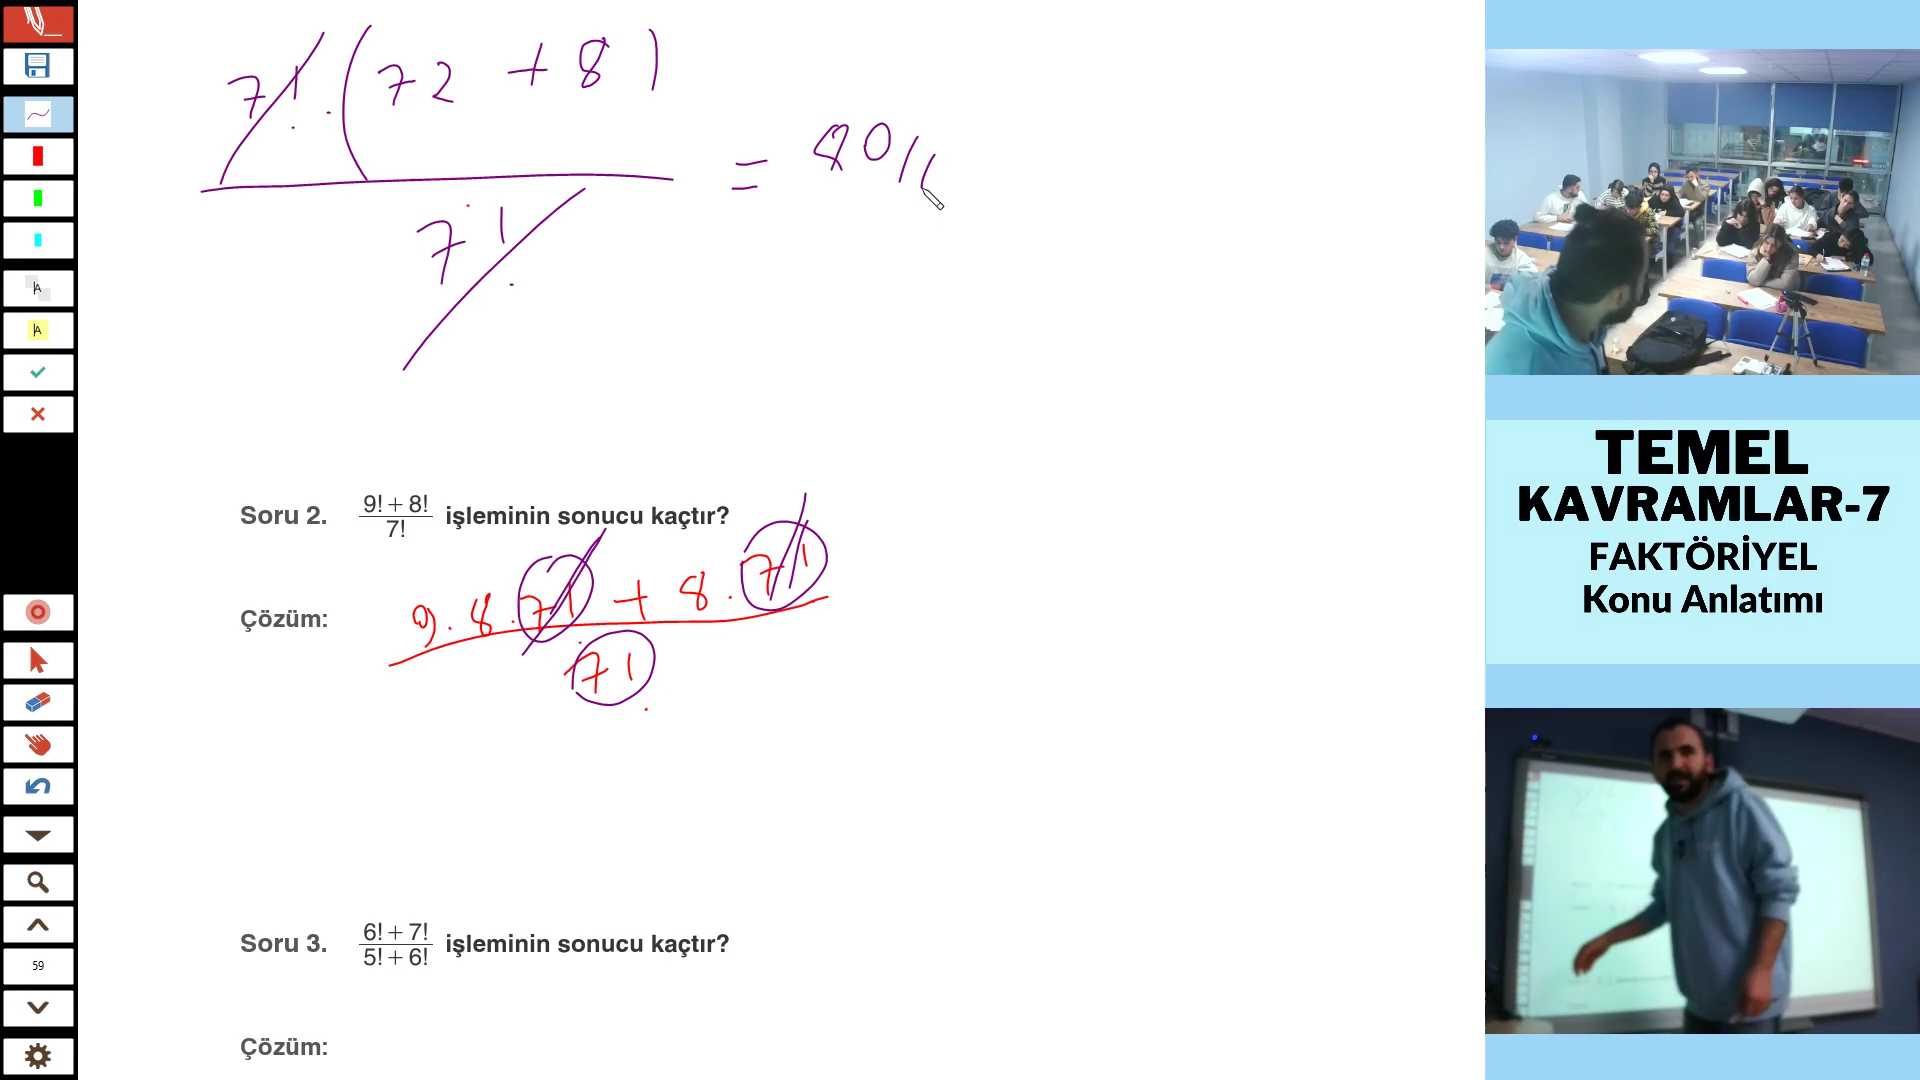 7! . (72 + 8)
7!
= 80 //
Soru 2. 9! + 8! / 7! işleminin sonucu kaçtır?
Çözüm: 9 . 8 . 7! + 8 . 7!
7!
Soru 3. 6! + 7! / 5! + 6! işleminin sonucu kaçtır?
Çözüm:
59
TEMEL
KAVRAMLAR-7
FAKTÖRİYEL
Konu Anlatımı